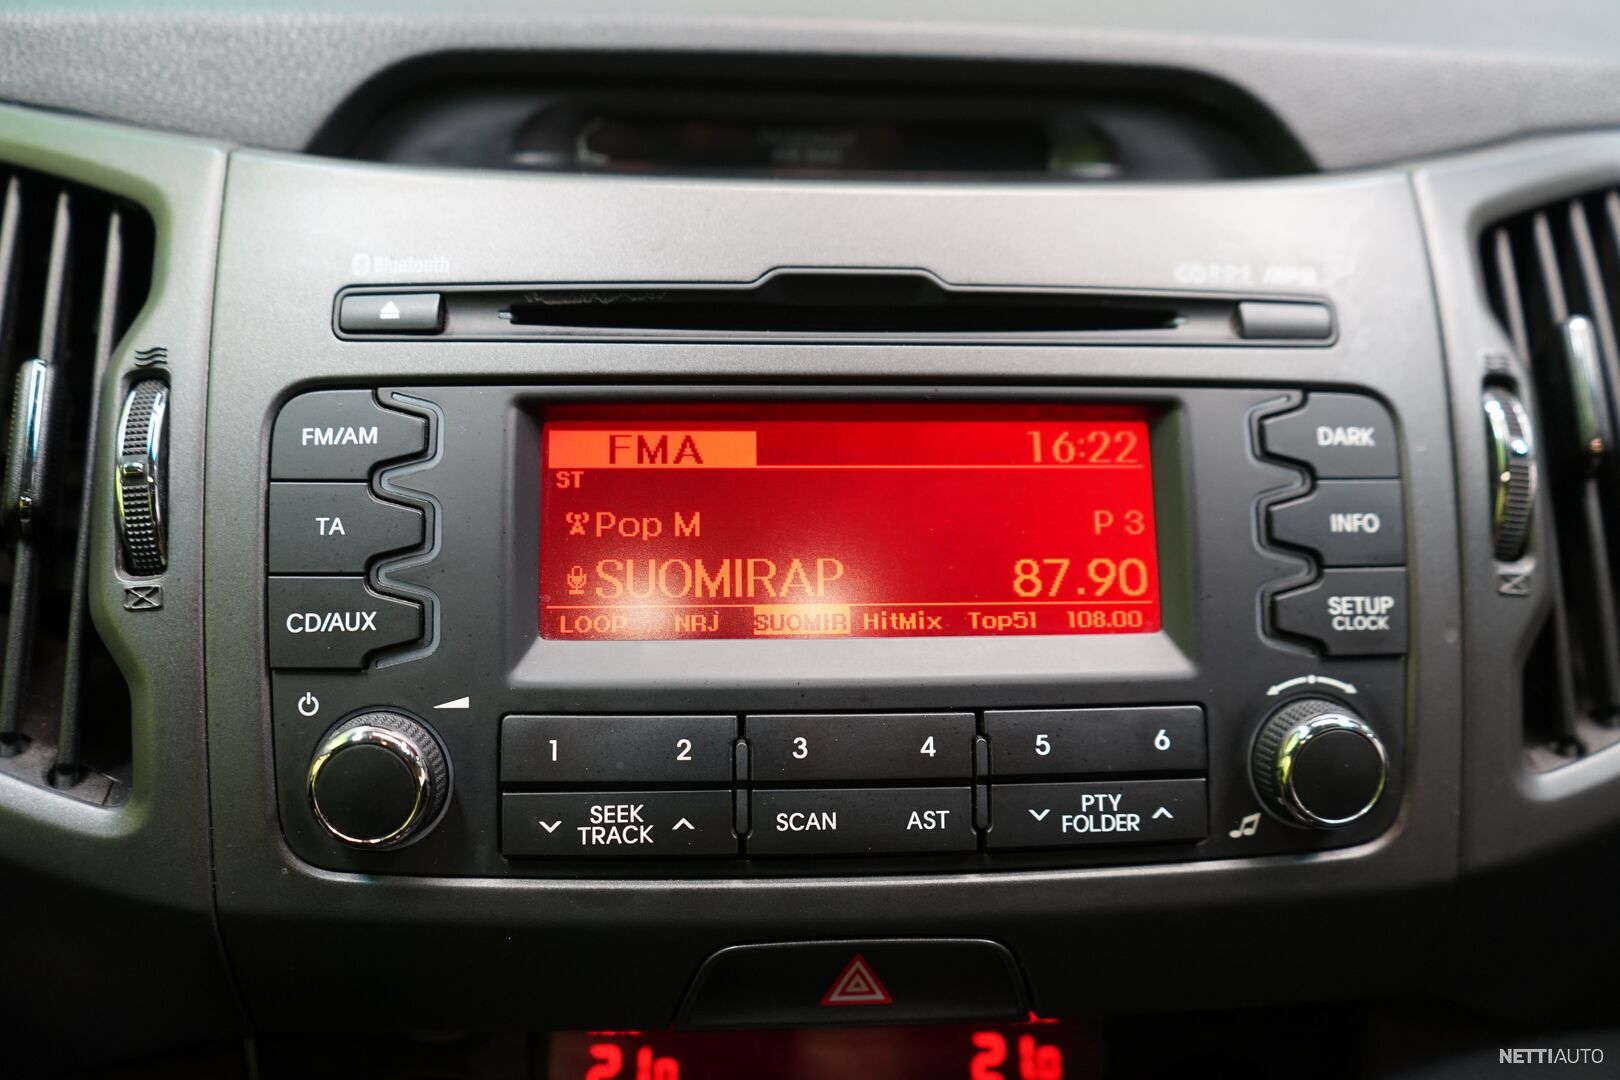 Bluetooth
FM/AM
TA
CD/AUX
FMA 16:22
ST
Pop M P 3
SUOMIRAP 87.90
LOOP NRJ SUOMIR HitMix Top51 108.00
DARK
INFO
SETUP
CLOCK
1 2 3 4 5 6
SEEK
TRACK
SCAN AST
PTY
FOLDER
NETTIAUTO